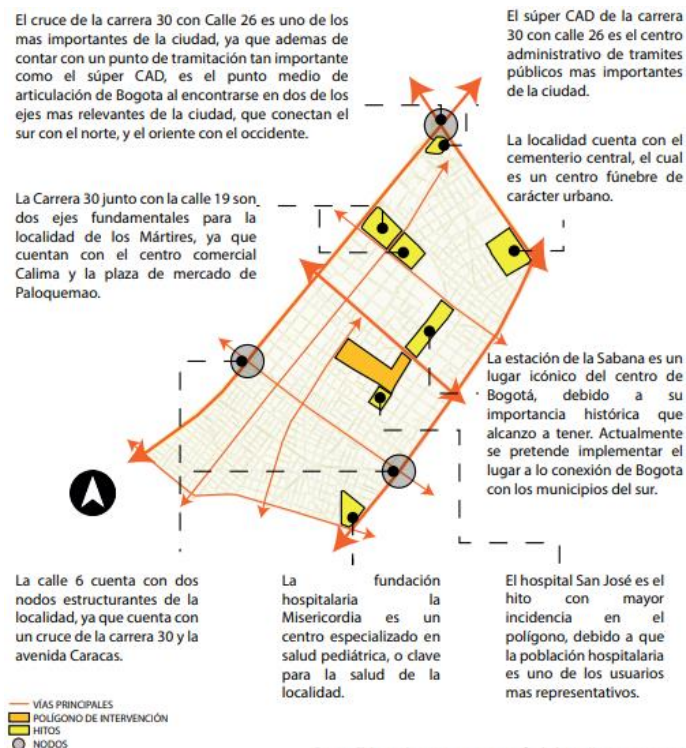 El cruce de la carrera 30 con Calle 26 es uno de los
mas importantes de la ciudad, ya que ademas de
contar con un punto de tramitación tan importante
como el súper CAD, es el punto medio de
articulación de Bogota al encontrarse en dos de los
ejes mas relevantes de la ciudad, que conectan el
sur con el norte, y el oriente con el occidente.
El súper CAD de la carrera
30 con calle 26 es el centro
administrativo de tramites
públicos mas importantes
de la ciudad.
La localidad cuenta con el
cementerio central, el cual
es un centro fúnebre de
carácter urbano.
La Carrera 30 junto con la calle 19 son
dos ejes fundamentales para la
localidad de los Mártires, ya que
cuentan con el centro comercial
Calima y la plaza de mercado de
Paloquemao.
La estación de la Sabana es un
lugar icónico del centro de
Bogotá, debido a su
importancia histórica que
alcanzo a tener. Actualmente
se pretende implementar el
lugar a lo conexión de Bogota
con los municipios del sur.
La calle 6 cuenta con dos
nodos estructurantes de la
localidad, ya que cuenta con
un cruce de la carrera 30 y la
avenida Caracas.
La fundación
hospitalaria la
Misericordia es un
centro especializado en
salud pediátrica, o clave
para la salud de la
localidad.
El hospital San José es el
hito con mayor
incidencia en el
polígono, debido a que
la población hospitalaria
es uno de los usuarios
mas representativos.
VÍAS PRINCIPALES
POLÍGONO DE INTERVENCIÓN
HITOS
NODOS